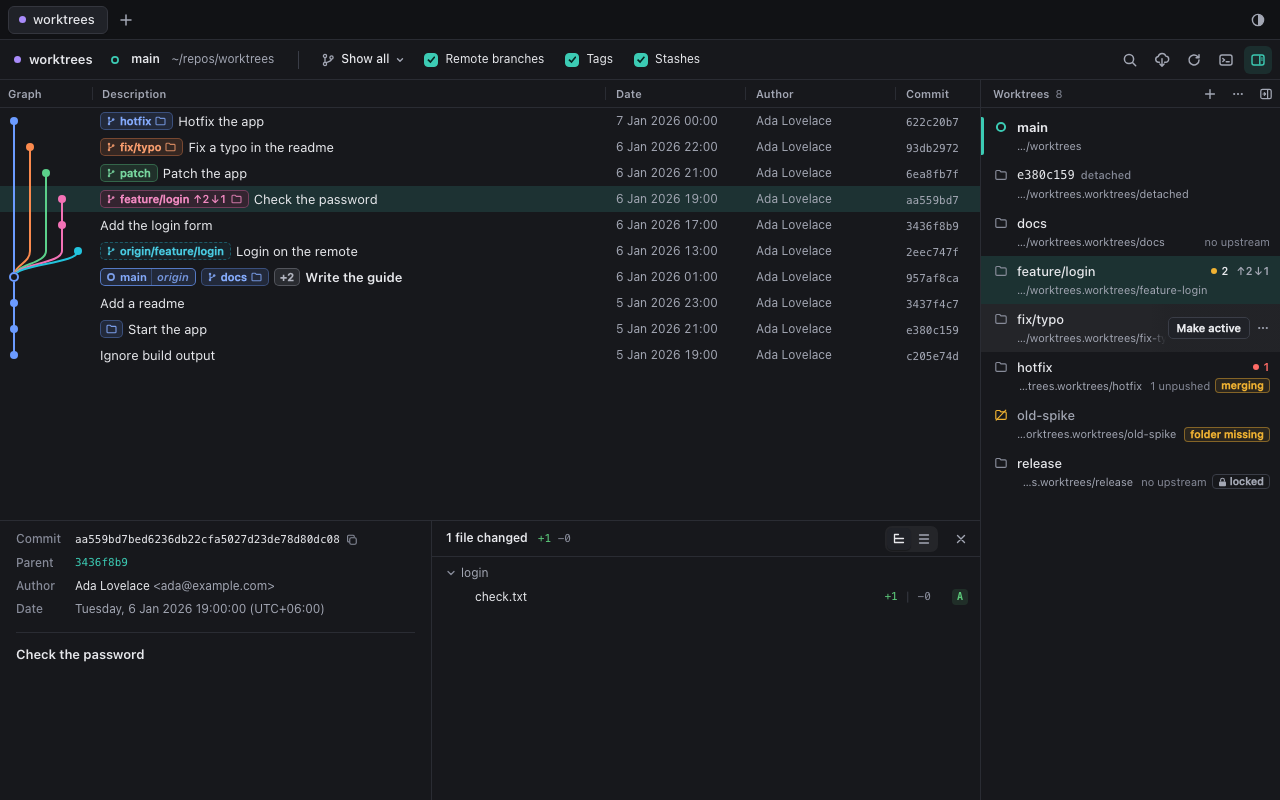 worktrees
worktrees main ~/repos/worktrees Show all Remote branches Tags Stashes
Graph Description Date Author Commit
hotfix Hotfix the app 7 Jan 2026 00:00 Ada Lovelace 622c20b7
fix/typo Fix a typo in the readme 6 Jan 2026 22:00 Ada Lovelace 93db2972
patch Patch the app 6 Jan 2026 21:00 Ada Lovelace 6ea8fb7f
feature/login ↑2↓1 Check the password 6 Jan 2026 19:00 Ada Lovelace aa559bd7
Add the login form 6 Jan 2026 17:00 Ada Lovelace 3436f8b9
origin/feature/login Login on the remote 6 Jan 2026 13:00 Ada Lovelace 2eec747f
main origin docs +2 Write the guide 6 Jan 2026 01:00 Ada Lovelace 957af8ca
Add a readme 5 Jan 2026 23:00 Ada Lovelace 3437f4c7
Start the app 5 Jan 2026 21:00 Ada Lovelace e380c159
Ignore build output 5 Jan 2026 19:00 Ada Lovelace c205e74d
Worktrees 8
main
.../worktrees
e380c159 detached
.../worktrees.worktrees/detached
docs
.../worktrees.worktrees/docs no upstream
feature/login 2 ↑2↓1
.../worktrees.worktrees/feature-login
fix/typo
.../worktrees.worktrees/fix-ty Make active
hotfix 1
...trees.worktrees/hotfix 1 unpushed merging
old-spike
...orktrees.worktrees/old-spike folder missing
release
...s.worktrees/release no upstream locked
Commit aa559bd7bed6236db22cfa5027d23de78d80dc08
Parent 3436f8b9
Author Ada Lovelace <ada@example.com>
Date Tuesday, 6 Jan 2026 19:00:00 (UTC+06:00)
Check the password
1 file changed +1 −0
login
check.txt +1 | −0 A